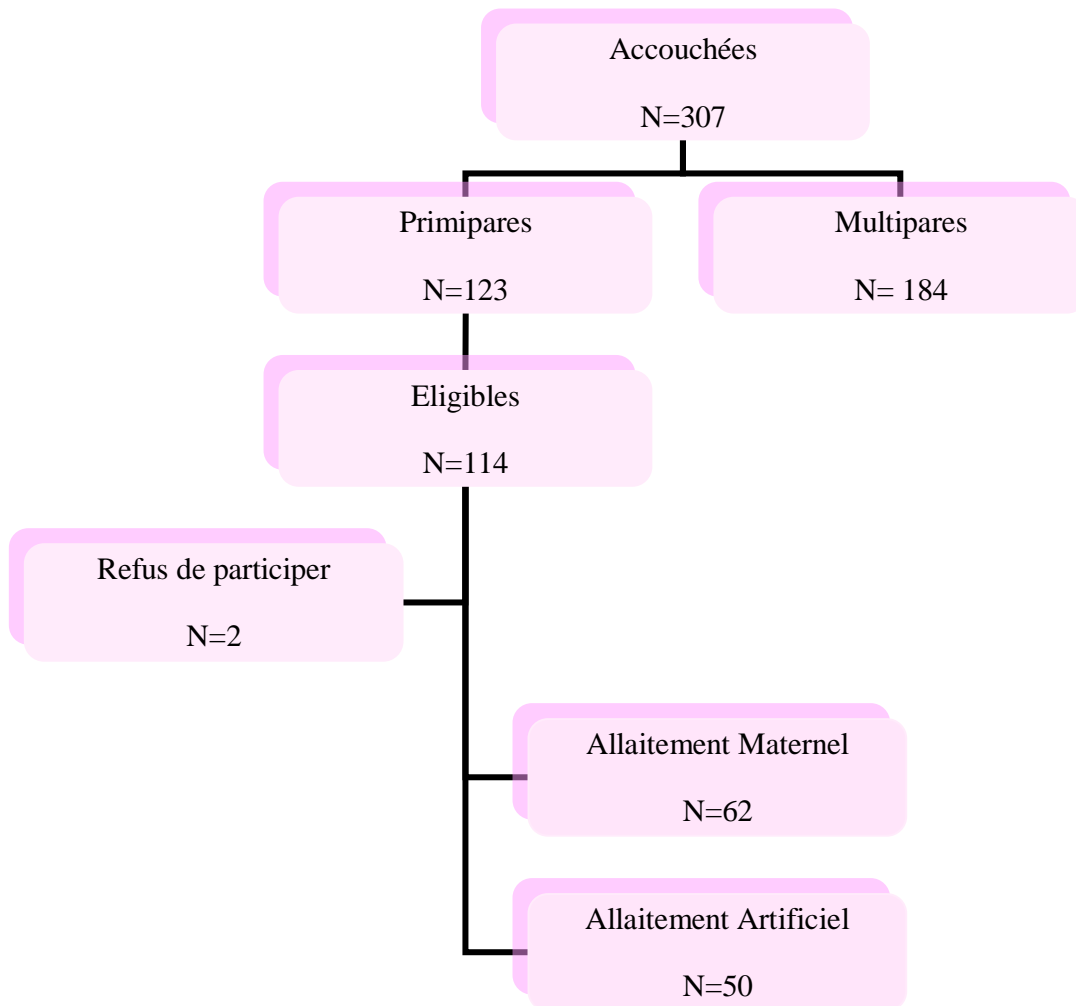 Accouchées
N=307
Primipares
N=123
Multipares
N= 184
Eligibles
N=114
Refus de participer
N=2
Allaitement Maternel
N=62
Allaitement Artificiel
N=50